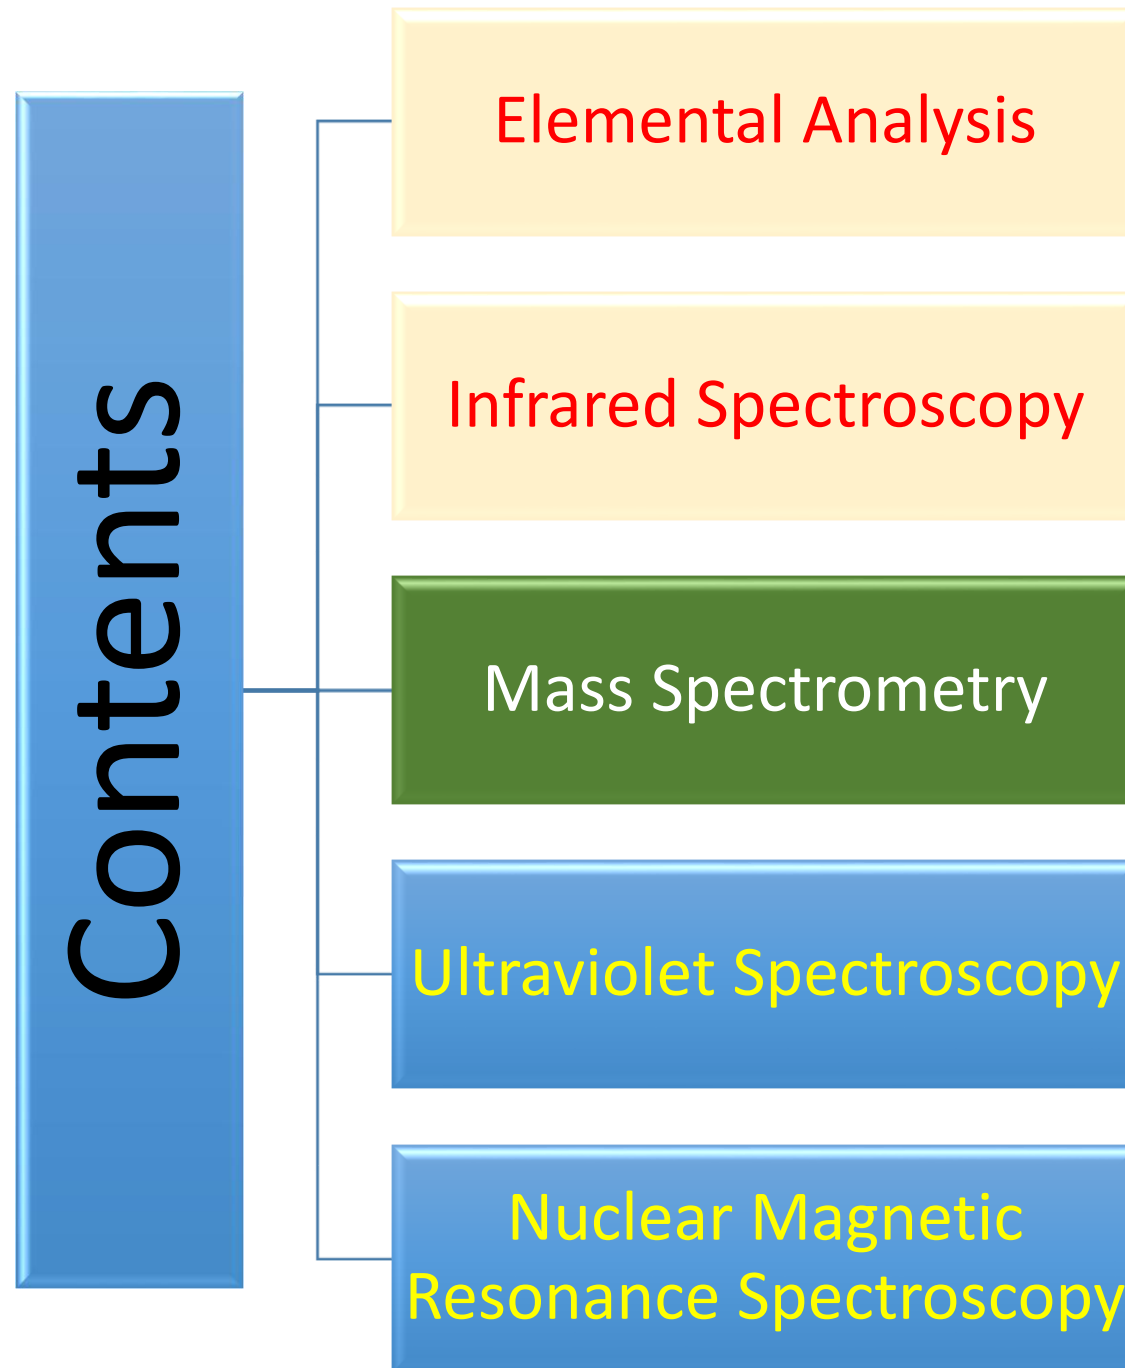 Contents
Elemental Analysis
Infrared Spectroscopy
Mass Spectrometry
Ultraviolet Spectroscopy
Nuclear Magnetic
Resonance Spectroscopy